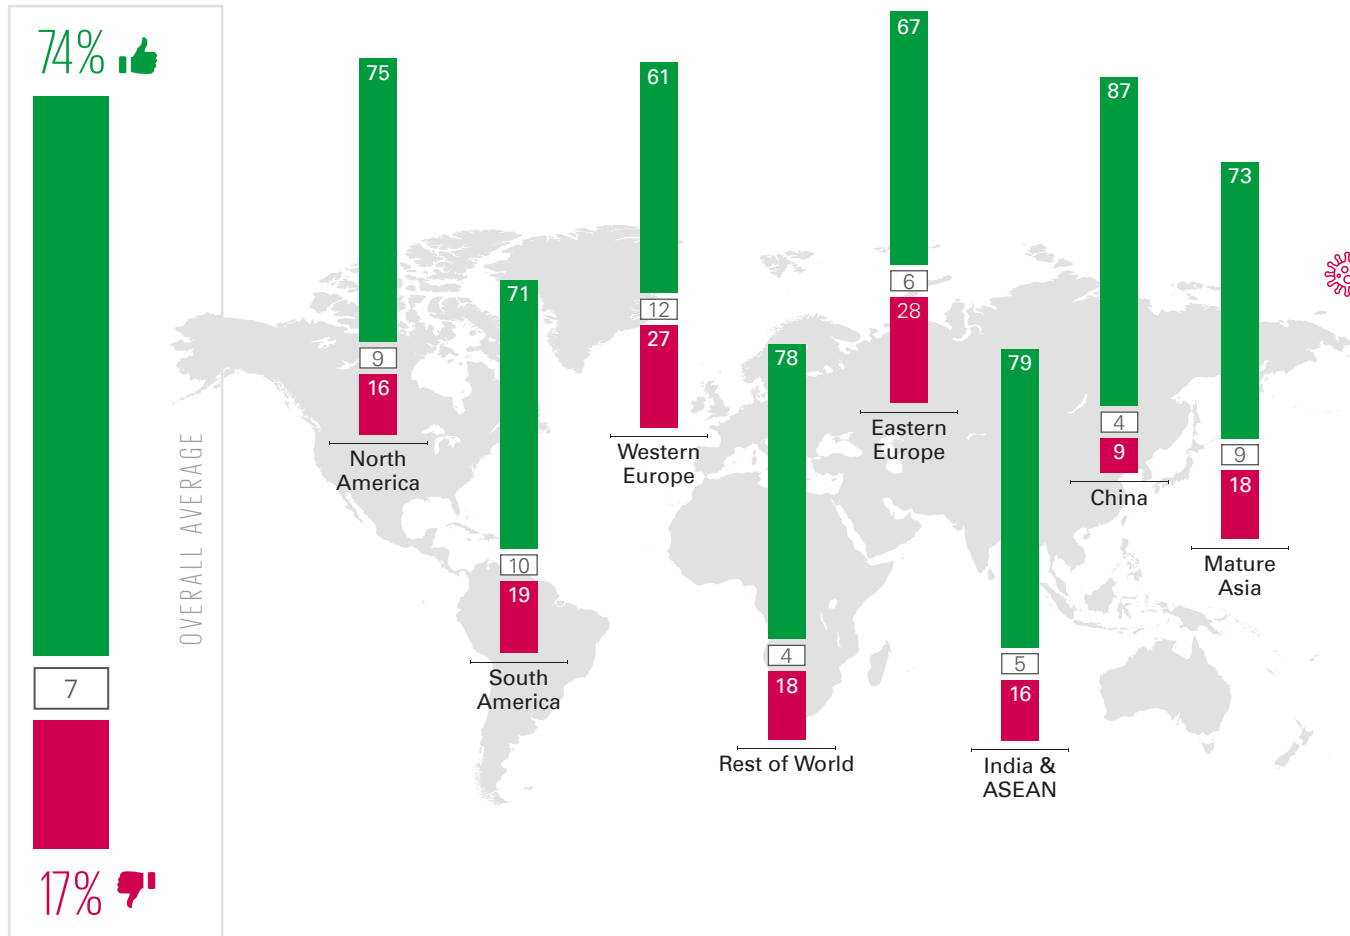 74%
7
17%
OVERALL AVERAGE
75
9
16
North
America
71
10
19
South
America
61
12
27
Western
Europe
78
4
18
Rest of World
67
6
28
Eastern
Europe
79
5
16
India &
ASEAN
87
4
9
China
73
9
18
Mature
Asia